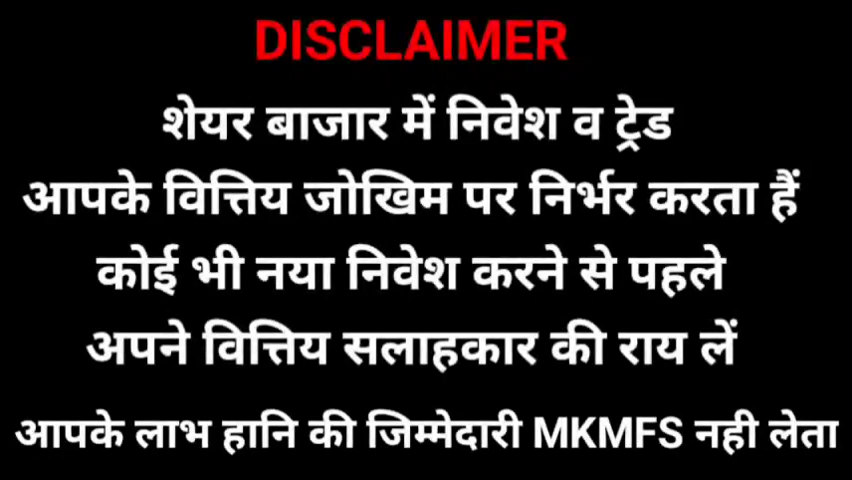 DISCLAIMER
शेयर बाजार में निवेश व ट्रेड
आपके वित्तिय जोखिम पर निर्भर करता हैं
कोई भी नया निवेश करने से पहले
अपने वित्तिय सलाहकार की राय लें
आपके लाभ हानि की जिम्मेदारी MKMFS नही लेता